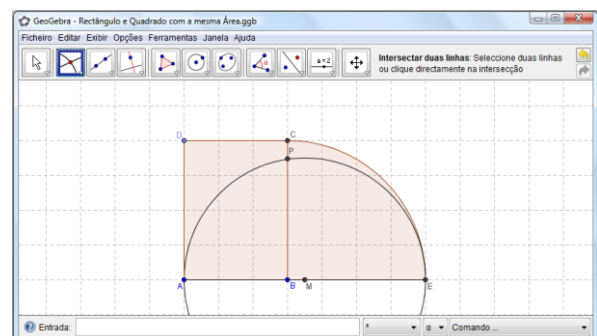 GeoGebra - Rectângulo e Quadrado com a mesma Área.ggb
Ficheiro Editar Exibir Opções Ferramentas Janela Ajuda
a=2
Intersectar duas linhas: Seleccione duas linhas
ou clique directamente na intersecção
D
C
P
A
B
M
E
Entrada:
²
α
Comando ...